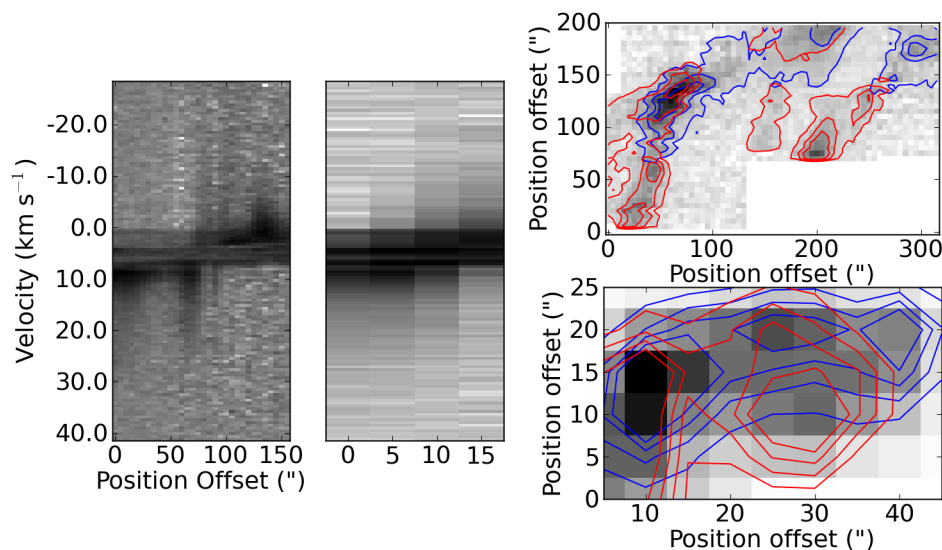 Velocity (km s⁻¹)
-20.0
-10.0
0.0
10.0
20.0
30.0
40.0
0 50 100 150
Position Offset (")
0 5 10 15
Position offset (")
200
150
100
50
0
0 100 200 300
Position offset (")
Position offset (")
25
20
15
10
5
0
10 20 30 40
Position offset (")